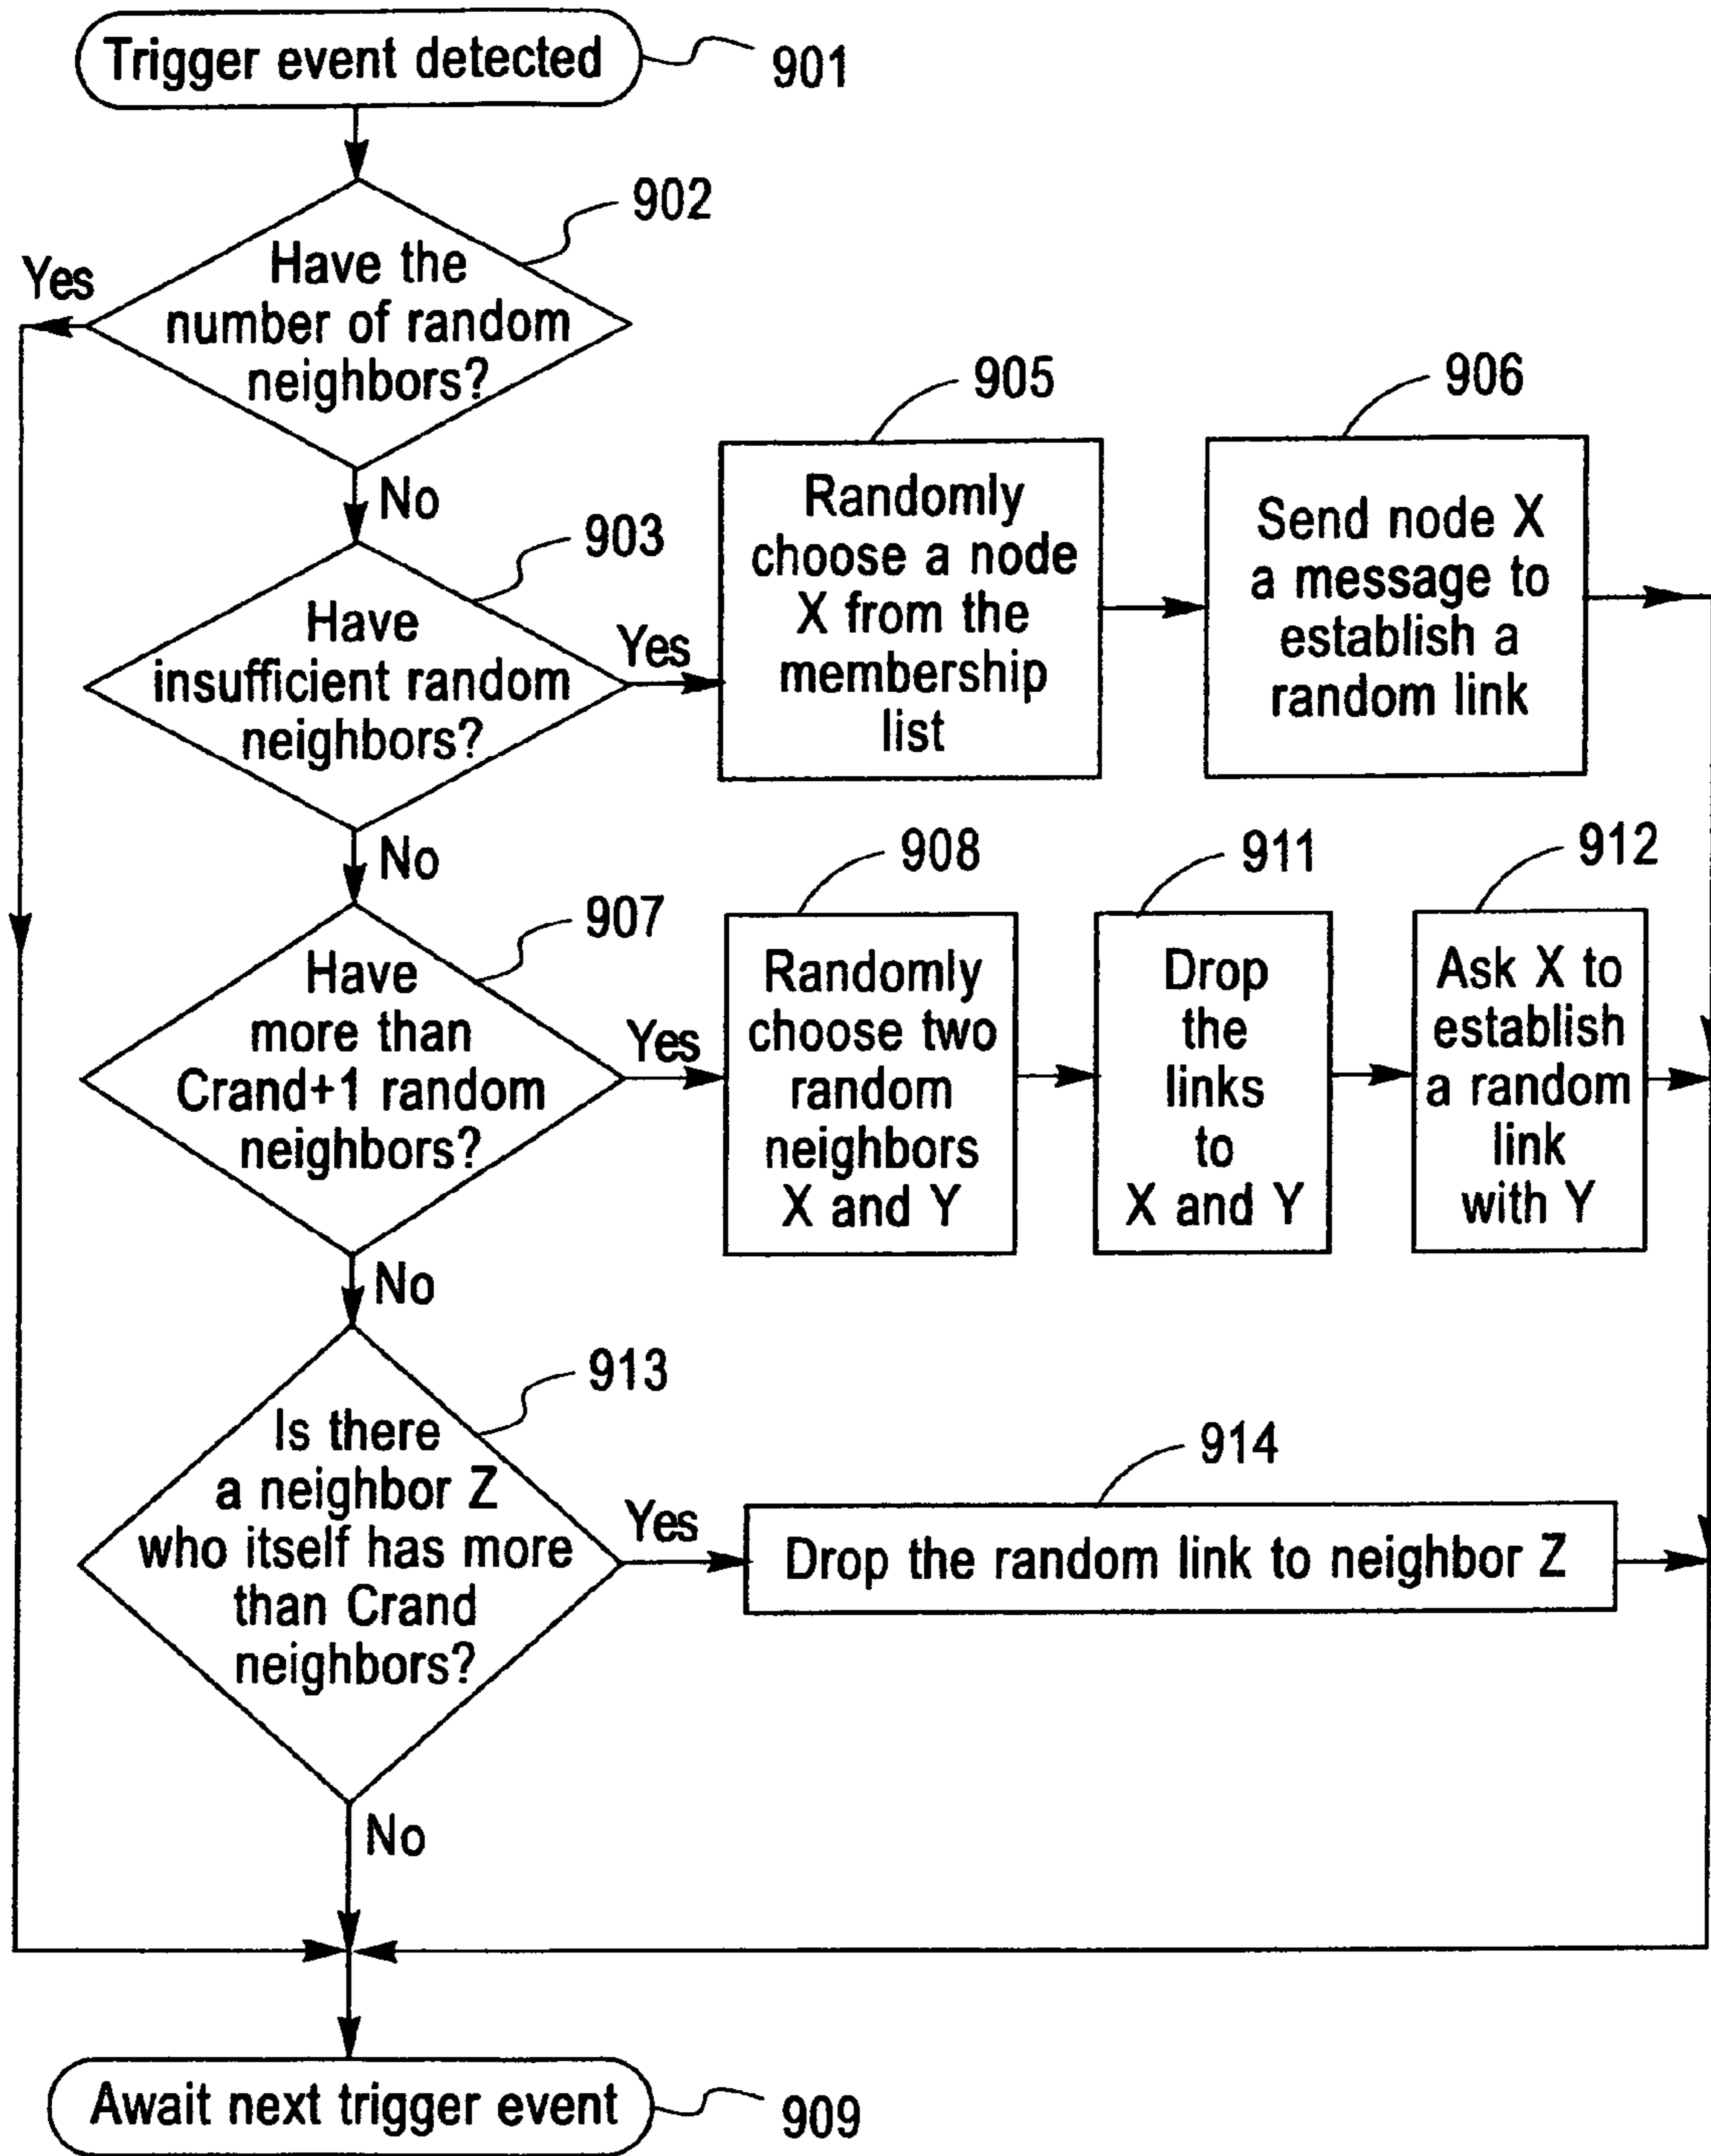 Trigger event detected
901
902
Have the
number of random
neighbors?
Yes
No
903
Have
insufficient random
neighbors?
Yes
905
Randomly
choose a node
X from the
membership
list
906
Send node X
a message to
establish a
random link
No
907
Have
more than
Crand+1 random
neighbors?
Yes
908
Randomly
choose two
random
neighbors
X and Y
911
Drop
the
links
to
X and Y
912
Ask X to
establish
a random
link
with Y
No
913
Is there
a neighbor Z
who itself has more
than Crand
neighbors?
Yes
914
Drop the random link to neighbor Z
No
Await next trigger event
909